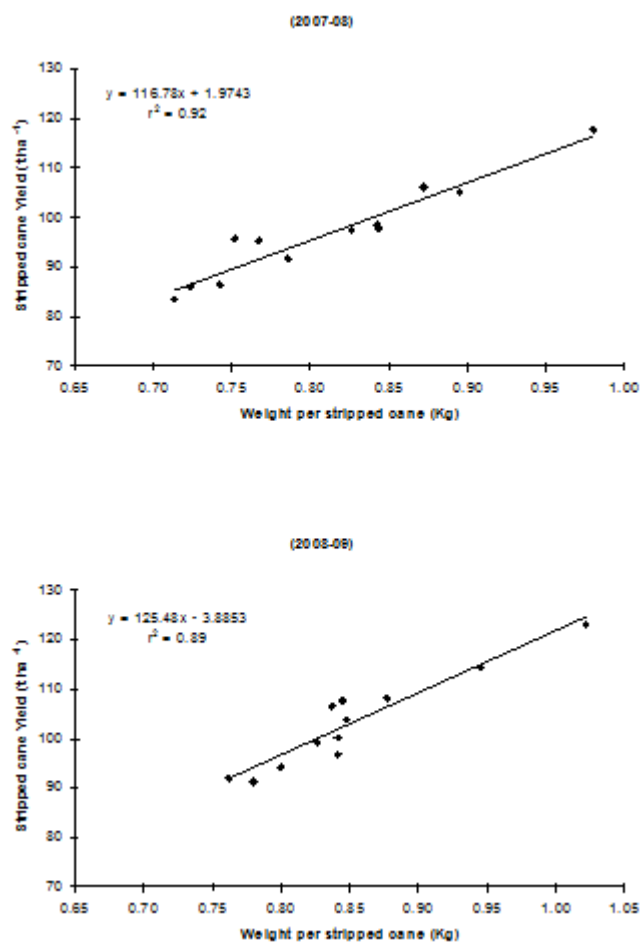 (2007-08)
130
y = 116.78x + 1.9743
r² = 0.92
120
110
100
90
80
70
Stripped cane Yield (t ha⁻¹)
0.65 0.70 0.75 0.80 0.85 0.90 0.95 1.00
Weight per stripped cane (Kg)
(2008-09)
130
y = 125.48x - 3.8853
r² = 0.89
120
110
100
90
80
70
Stripped cane Yield (t ha⁻¹)
0.65 0.70 0.75 0.80 0.85 0.90 0.95 1.00 1.05
Weight per stripped cane (Kg)